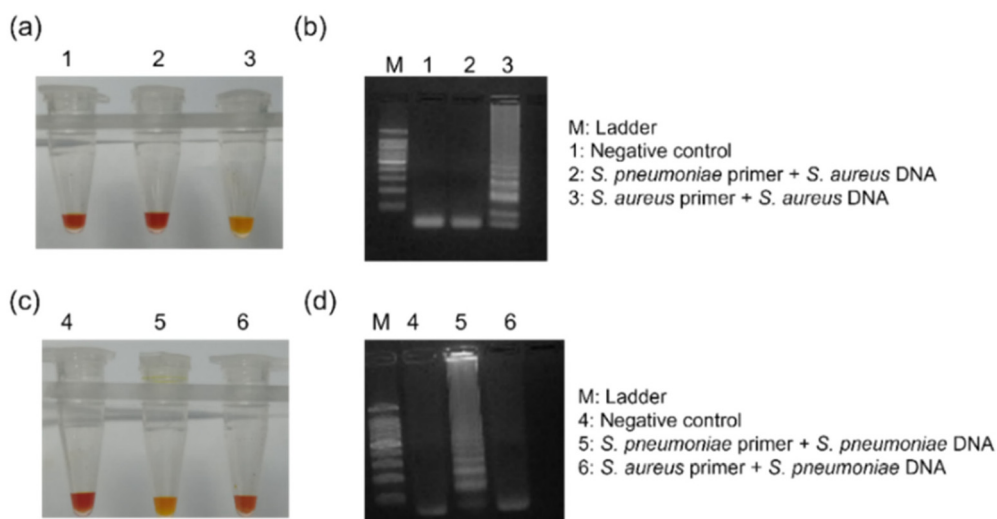 (a)
(b)
1 2 3
M 1 2 3
M: Ladder
1: Negative control
2: S. pneumoniae primer + S. aureus DNA
3: S. aureus primer + S. aureus DNA
(c)
(d)
4 5 6
M 4 5 6
M: Ladder
4: Negative control
5: S. pneumoniae primer + S. pneumoniae DNA
6: S. aureus primer + S. pneumoniae DNA